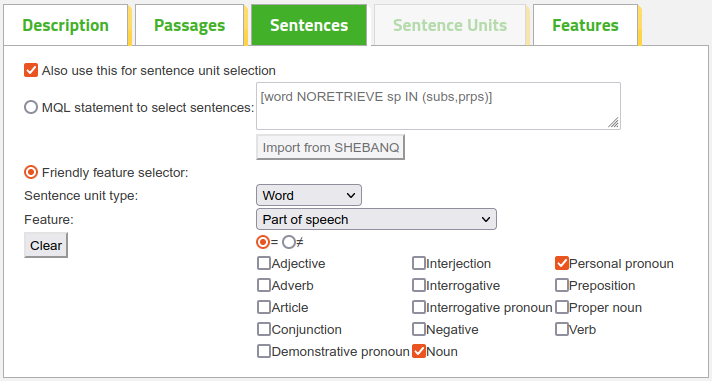 Description Passages Sentences Sentence Units Features
Also use this for sentence unit selection
MQL statement to select sentences: [word NORETRIEVE sp IN (subs,prps)]
Import from SHEBANQ
Friendly feature selector:
Sentence unit type: Word
Feature: Part of speech
Clear = ≠
Adjective Interjection Personal pronoun
Adverb Interrogative Preposition
Article Interrogative pronoun Proper noun
Conjunction Negative Verb
Demonstrative pronoun Noun